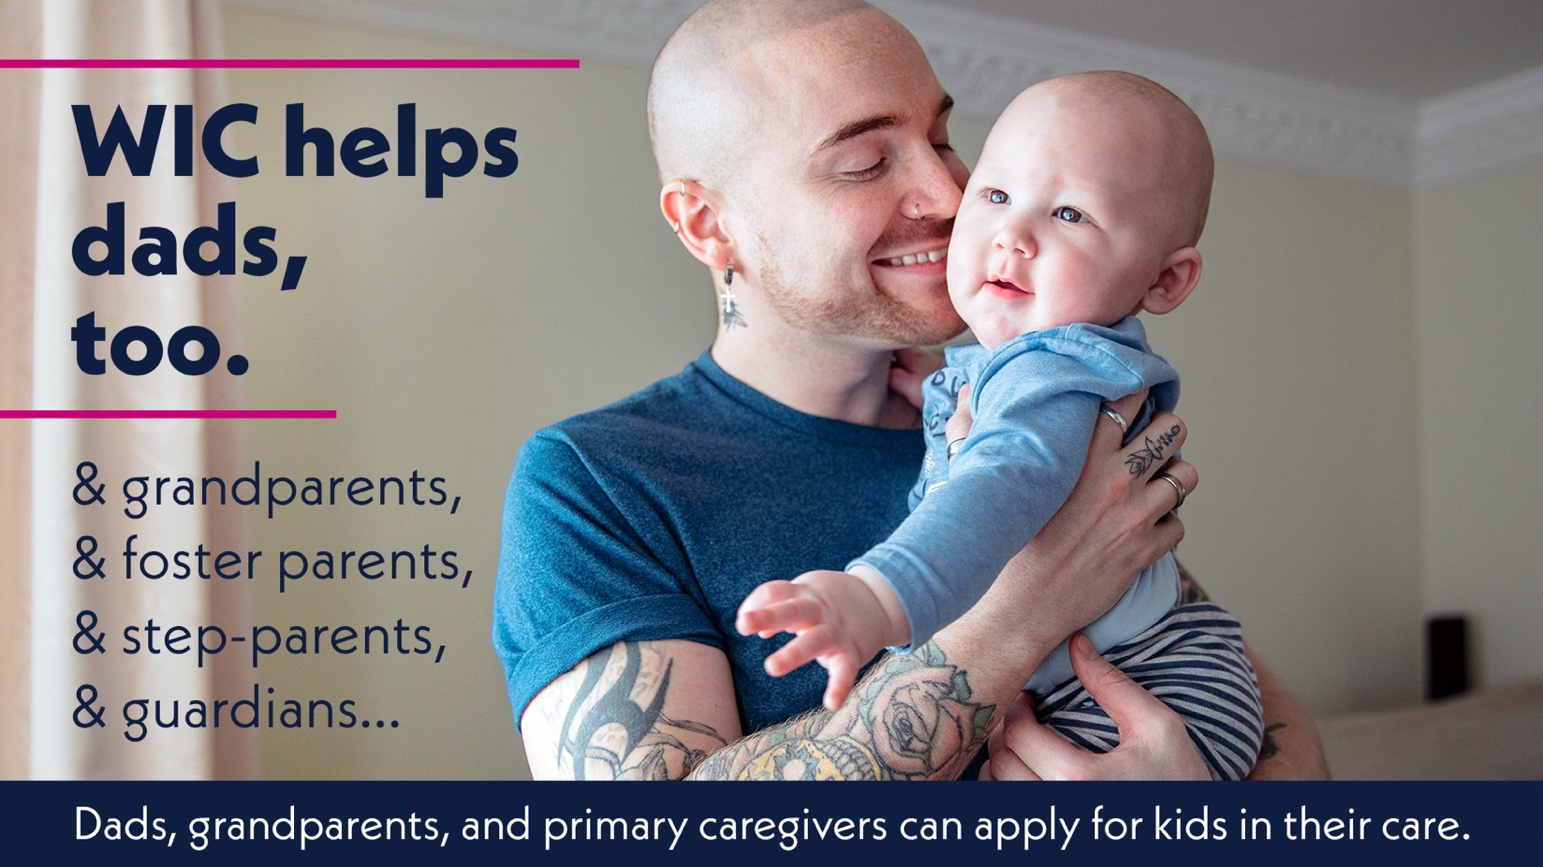 WIC helps
dads,
too.
& grandparents,
& foster parents,
& step-parents,
& guardians...
Dads, grandparents, and primary caregivers can apply for kids in their care.